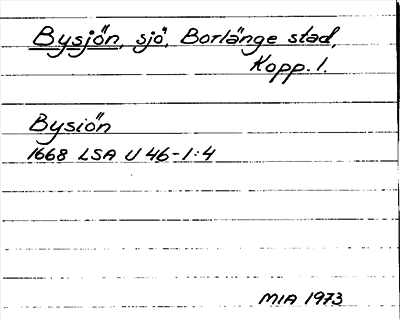 Bysjön, sjö, Borlänge stad,
Kopp. l.
Bysiön
1668 LSA U 46-1:4
MIA 1973